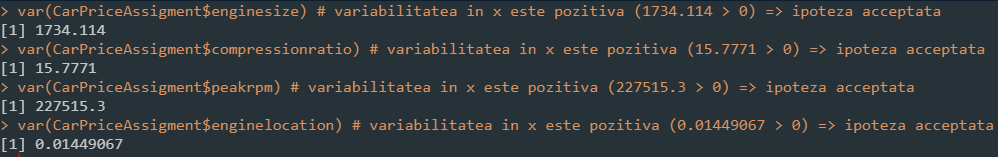 > var(CarPriceAssigment$enginesize) # variabilitatea in x este pozitiva (1734.114 > 0) => ipoteza acceptata
[1] 1734.114
> var(CarPriceAssigment$compressionratio) # variabilitatea in x este pozitiva (15.7771 > 0) => ipoteza acceptata
[1] 15.7771
> var(CarPriceAssigment$peakrpm) # variabilitatea in x este pozitiva (227515.3 > 0) => ipoteza acceptata
[1] 227515.3
> var(CarPriceAssigment$enginelocation) # variabilitatea in x este pozitiva (0.01449067 > 0) => ipoteza acceptata
[1] 0.01449067